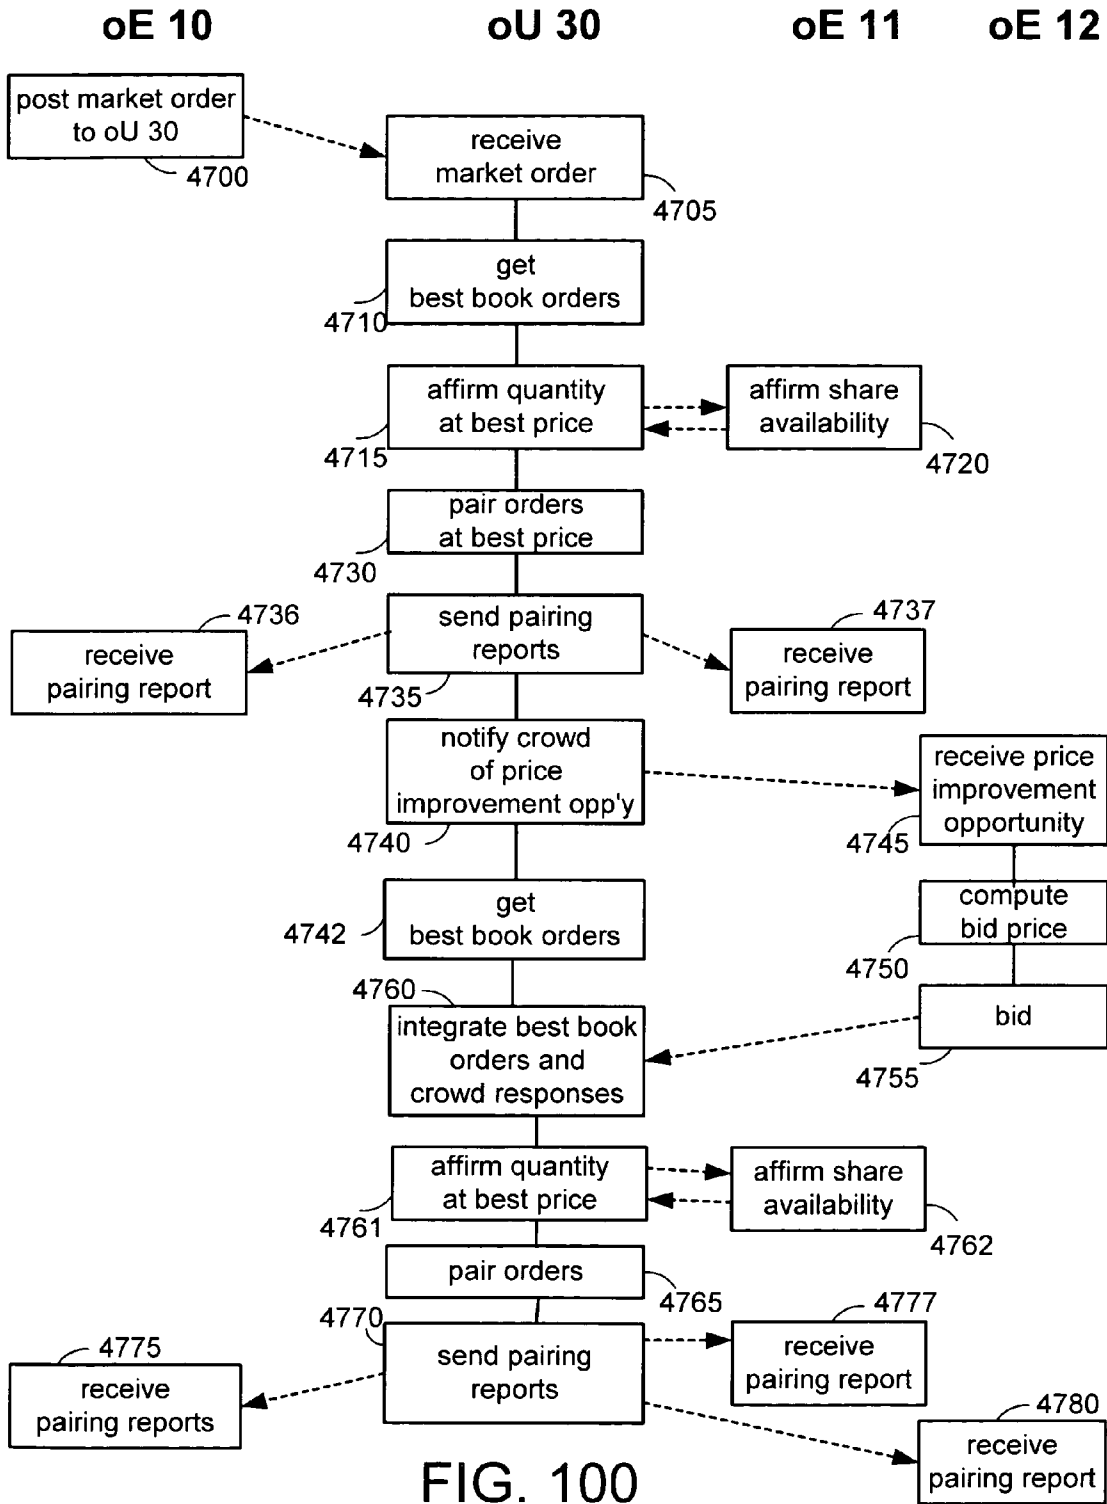 oE 10 oU 30 oE 11 oE 12
post market order
to oU 30
4700
receive
market order
4705
get
best book orders
4710
affirm quantity
at best price
4715
affirm share
availability
4720
pair orders
at best price
4730
send pairing
reports
4735
4736
receive
pairing report
4737
receive
pairing report
notify crowd
of price
improvement opp'y
4740
receive price
improvement
opportunity
4745
get
best book orders
4742
compute
bid price
4750
bid
4755
4760
integrate best book
orders and
crowd responses
affirm quantity
at best price
4761
affirm share
availability
4762
pair orders
4765
4770
send pairing
reports
4775
receive
pairing reports
4777
receive
pairing report
4780
receive
pairing report
FIG. 100